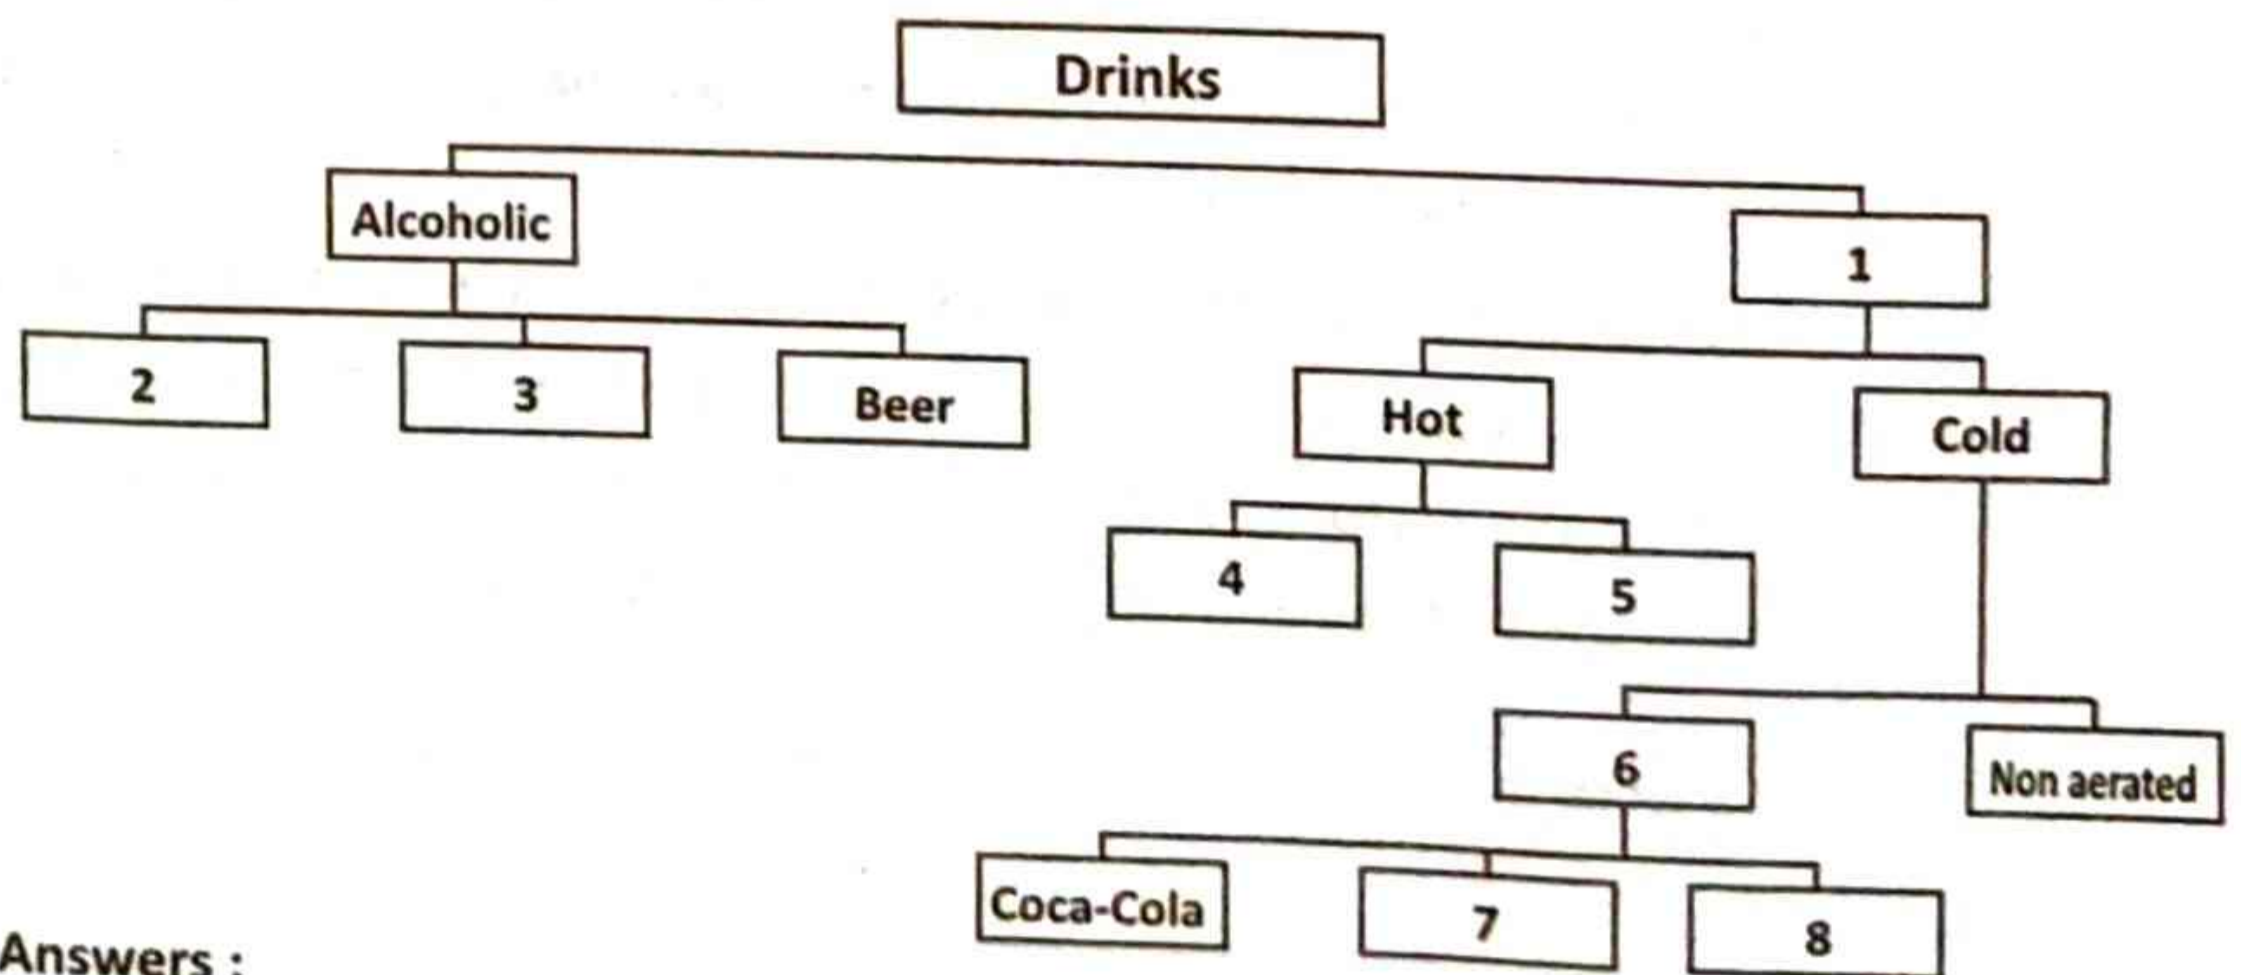 Drinks
Alcoholic
1
2
3
Beer
Hot
Cold
4
5
6
Non aerated
Coca-Cola
7
8
Answers :